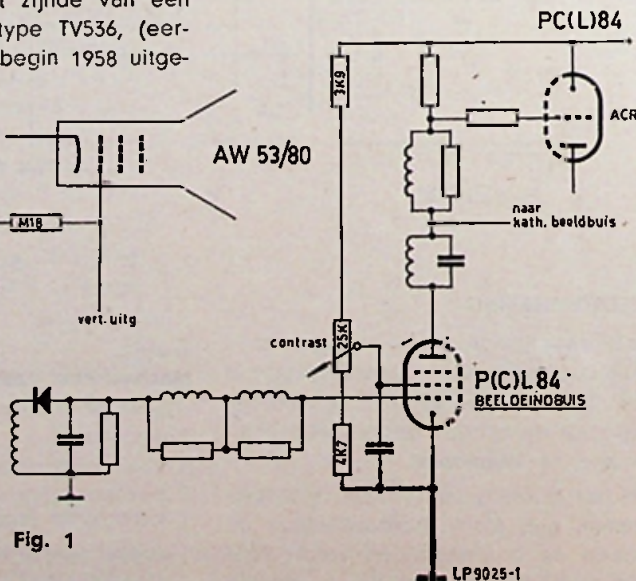 zijnde van een
type TV536, (eer-
begin 1958 uitge-
PC(L)84
3K9
ACR
AW 53/80
M18
naar
kath. beeldbuis
vert. uitg
contrast
25K
P(C)L84
BEELDEINDBUIS
4K7
Fig. 1
LP9025-1